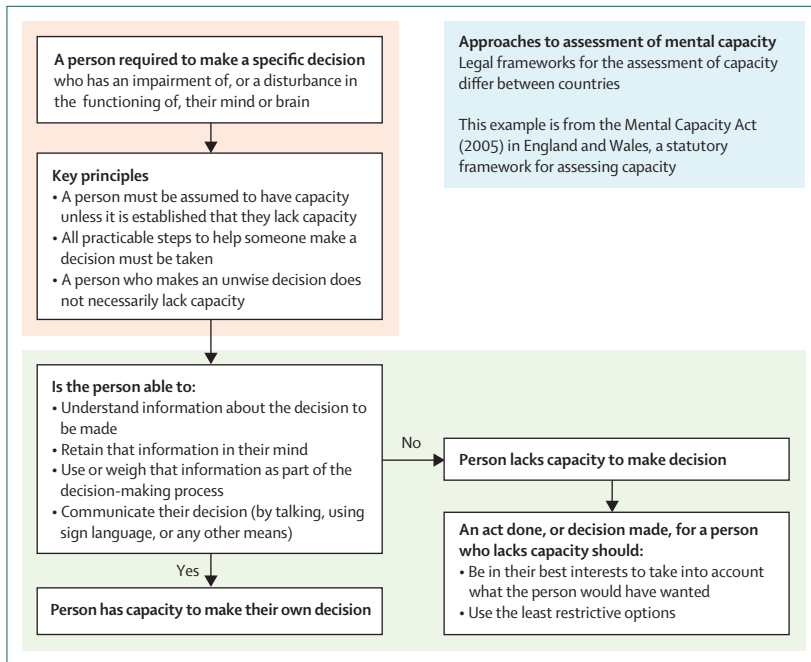 A person required to make a specific decision
who has an impairment of, or a disturbance in
the functioning of, their mind or brain
Approaches to assessment of mental capacity
Legal frameworks for the assessment of capacity
differ between countries
This example is from the Mental Capacity Act
(2005) in England and Wales, a statutory
framework for assessing capacity
Key principles
• A person must be assumed to have capacity
unless it is established that they lack capacity
• All practicable steps to help someone make a
decision must be taken
• A person who makes an unwise decision does
not necessarily lack capacity
Is the person able to:
• Understand information about the decision to
be made
• Retain that information in their mind
• Use or weigh that information as part of the
decision-making process
• Communicate their decision (by talking, using
sign language, or any other means)
No
Person lacks capacity to make decision
An act done, or decision made, for a person
who lacks capacity should:
• Be in their best interests to take into account
what the person would have wanted
• Use the least restrictive options
Yes
Person has capacity to make their own decision